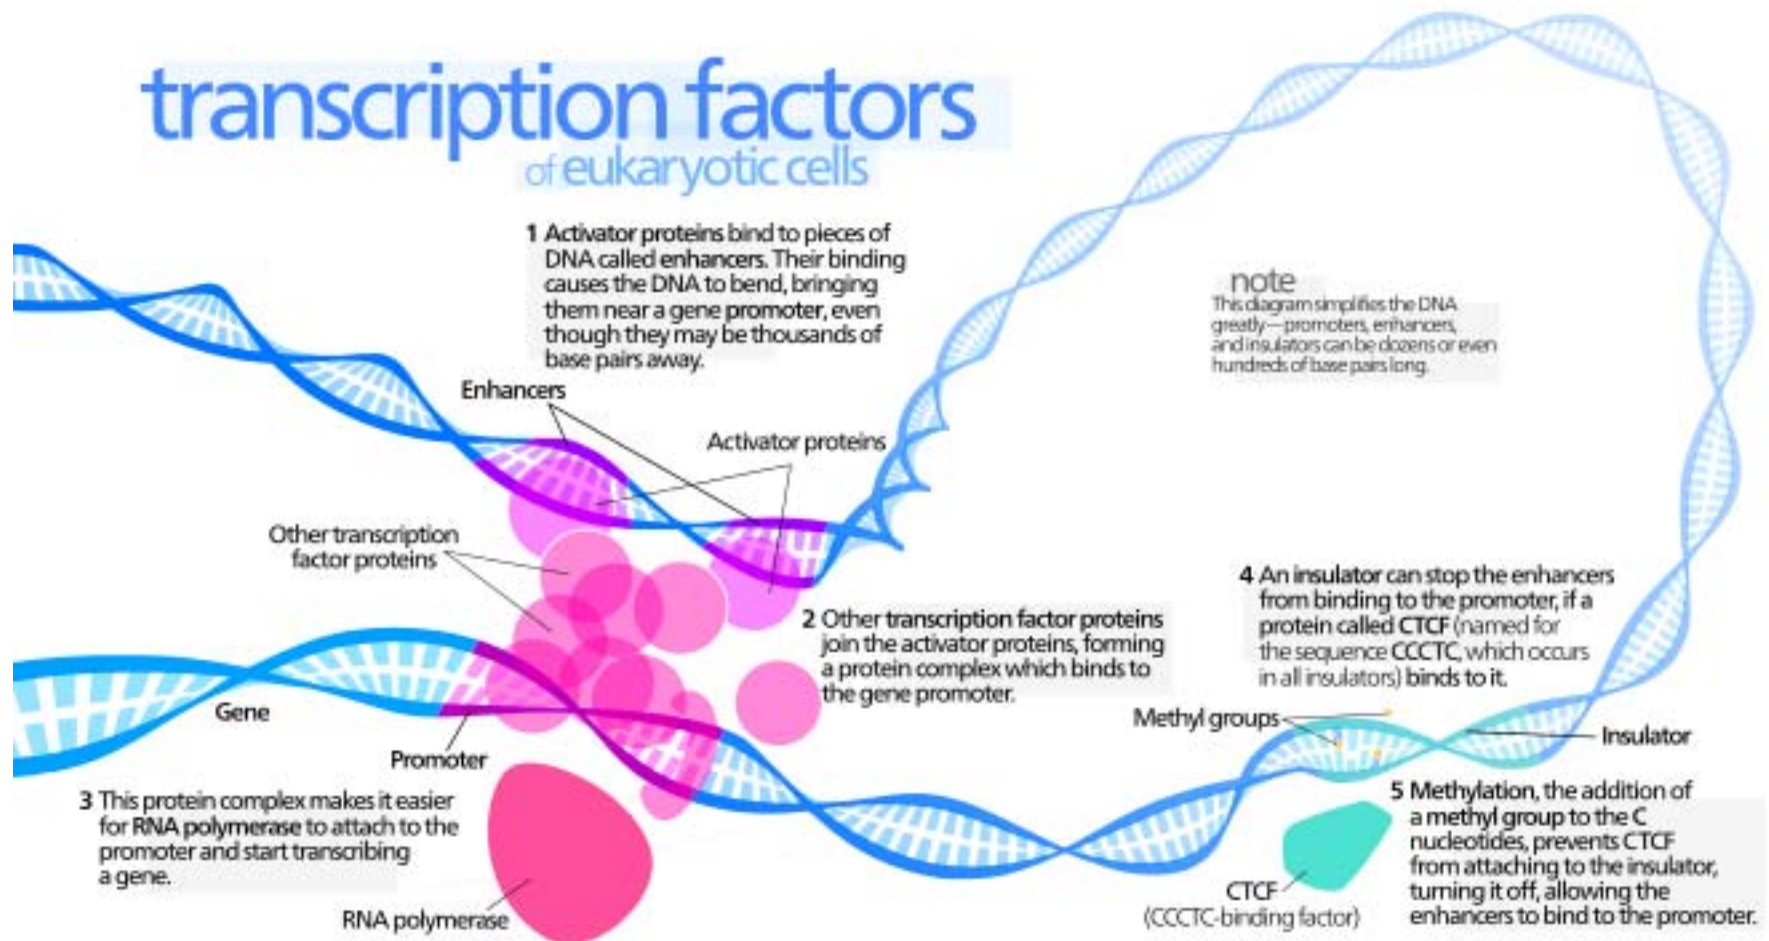 transcription factors
of eukaryotic cells
1 Activator proteins bind to pieces of
DNA called enhancers. Their binding
causes the DNA to bend, bringing
them near a gene promoter, even
though they may be thousands of
base pairs away.
note
This diagram simplifies the DNA
greatly—promoters, enhancers,
and insulators can be dozens or even
hundreds of base pairs long.
Enhancers
Activator proteins
Other transcription
factor proteins
2 Other transcription factor proteins
join the activator proteins, forming
a protein complex which binds to
the gene promoter.
4 An insulator can stop the enhancers
from binding to the promoter, if a
protein called CTCF (named for
the sequence CCCTC, which occurs
in all insulators) binds to it.
Gene
Promoter
Methyl groups
Insulator
3 This protein complex makes it easier
for RNA polymerase to attach to the
promoter and start transcribing
a gene.
RNA polymerase
5 Methylation, the addition of
a methyl group to the C
nucleotides, prevents CTCF
from attaching to the insulator,
turning it off, allowing the
enhancers to bind to the promoter.
CTCF
(CCCTC-binding factor)